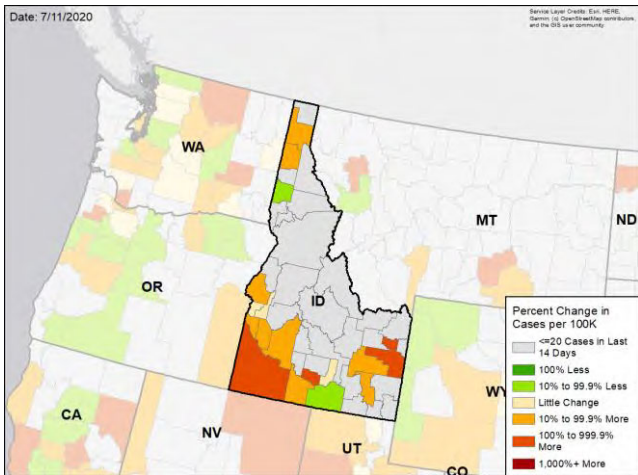 Date: 7/11/2020
Service Layer Credits: Esri, HERE,
Garmin, (c) OpenStreetMap contributors,
and the GIS user community
WA
MT
ND
OR
ID
WY
CA
NV
UT
CO
Percent Change in
Cases per 100K
<=20 Cases in Last
14 Days
100% Less
10% to 99.9% Less
Little Change
10% to 99.9% More
100% to 999.9%
More
1,000%+ More